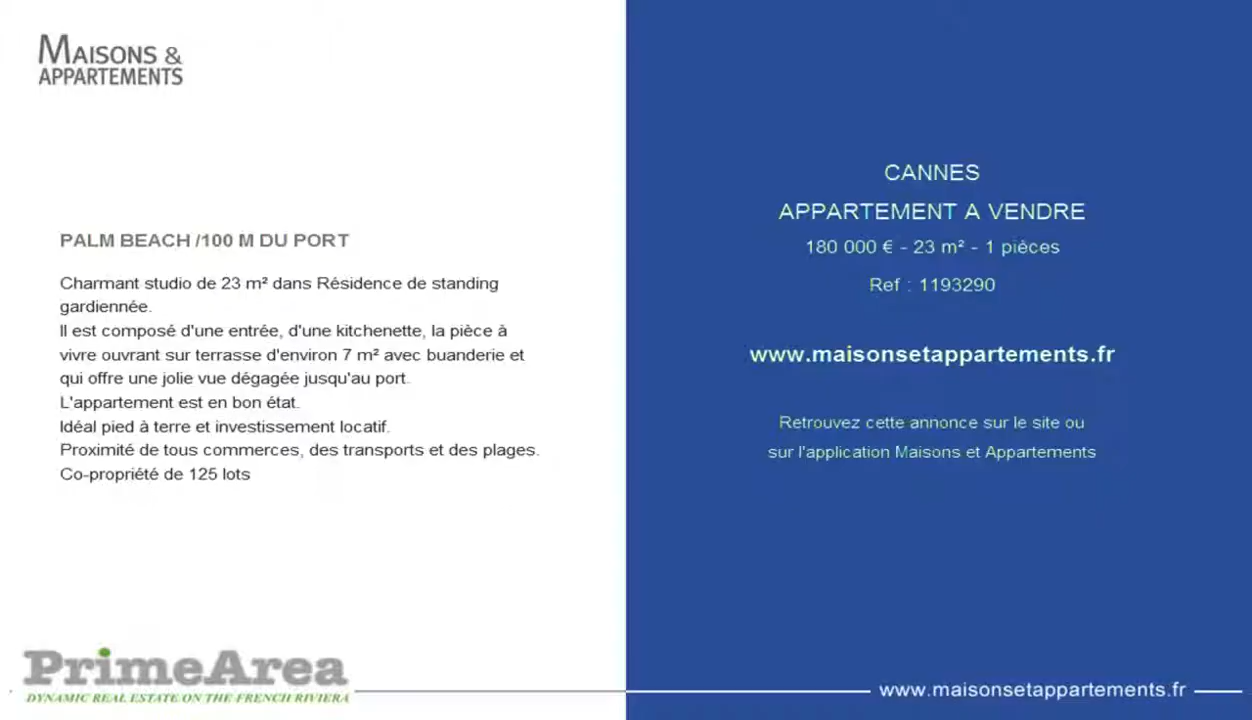 MAISONS &
APPARTEMENTS
PALM BEACH /100 M DU PORT
Charmant studio de 23 m² dans Résidence de standing
gardiennée.
Il est composé d'une entrée, d'une kitchenette, la pièce à
vivre ouvrant sur terrasse d'environ 7 m² avec buanderie et
qui offre une jolie vue dégagée jusqu'au port.
L'appartement est en bon état.
Idéal pied à terre et investissement locatif.
Proximité de tous commerces, des transports et des plages.
Co-propriété de 125 lots
PrimeArea
DYNAMIC REAL ESTATE ON THE FRENCH RIVIERA
CANNES
APPARTEMENT A VENDRE
180 000 € - 23 m² - 1 pièces
Ref : 1193290
www.maisonsetappartements.fr
Retrouvez cette annonce sur le site ou
sur l'application Maisons et Appartements
www.maisonsetappartements.fr